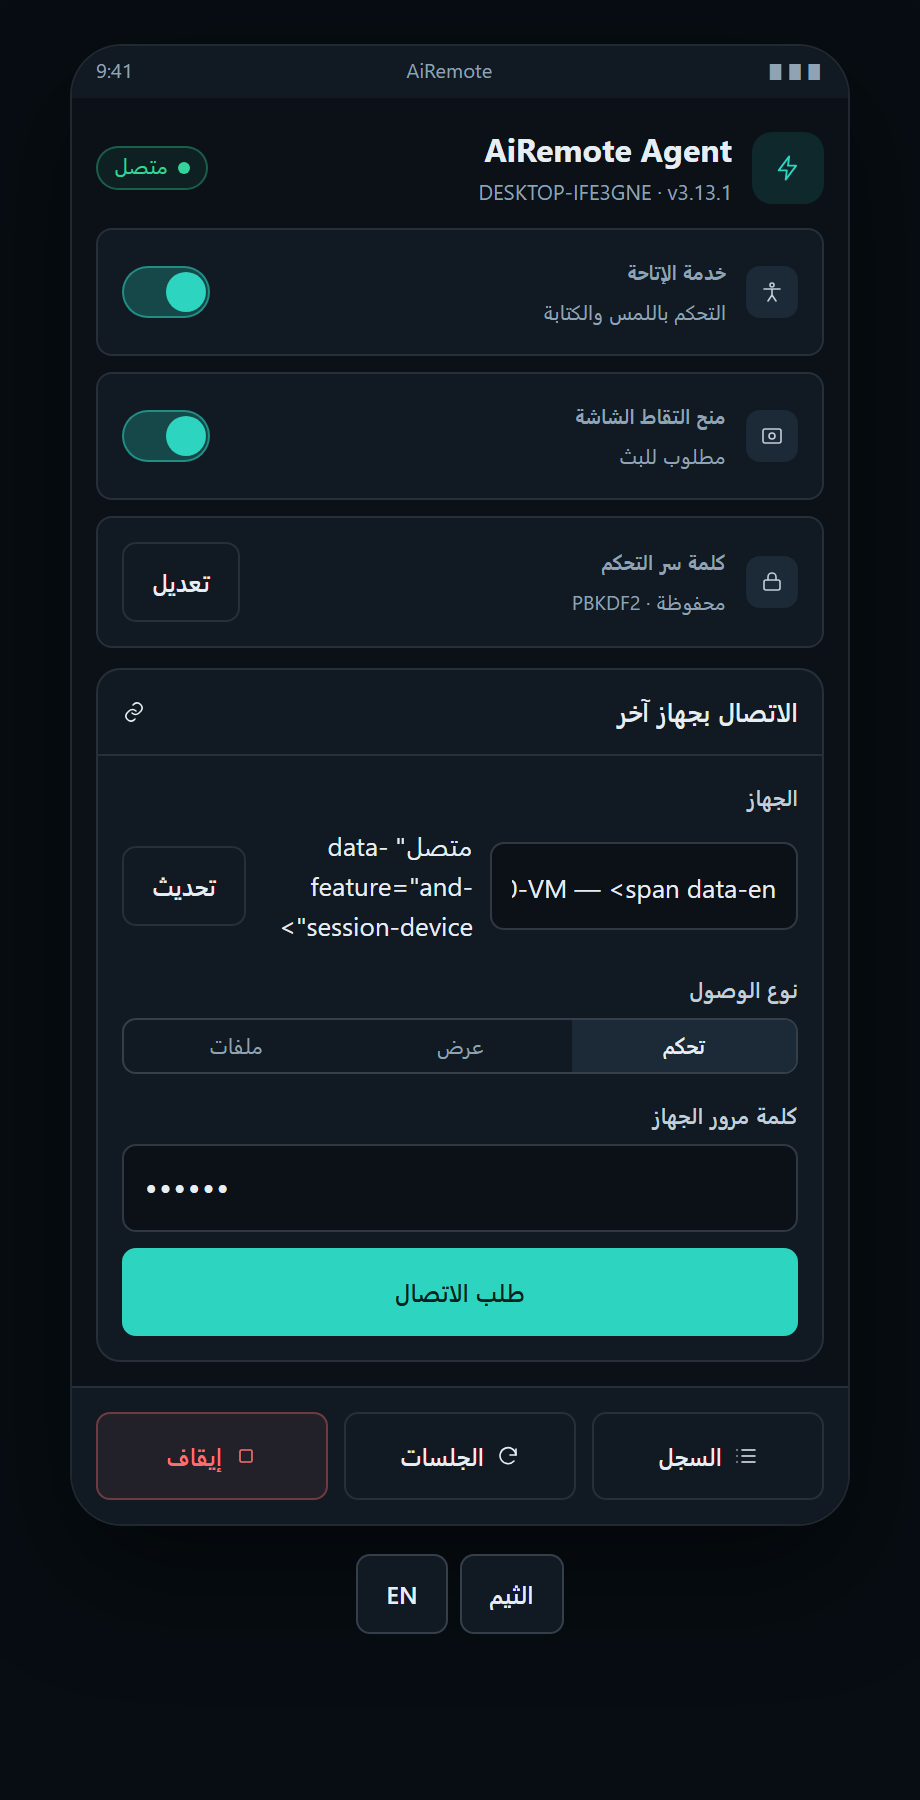 9:41
AiRemote
AiRemote Agent
DESKTOP-IFE3GNE · v3.13.1
متصل
خدمة الإتاحة
التحكم باللمس والكتابة
منح التقاط الشاشة
مطلوب للبث
كلمة سر التحكم
محفوظة · PBKDF2
تعديل
الاتصال بجهاز آخر
الجهاز
-VM — <span data-en
متصل" data-
feature="and-
session-device">
تحديث
نوع الوصول
تحكم
عرض
ملفات
كلمة مرور الجهاز
••••••
طلب الاتصال
السجل
الجلسات
إيقاف
الثيم
EN